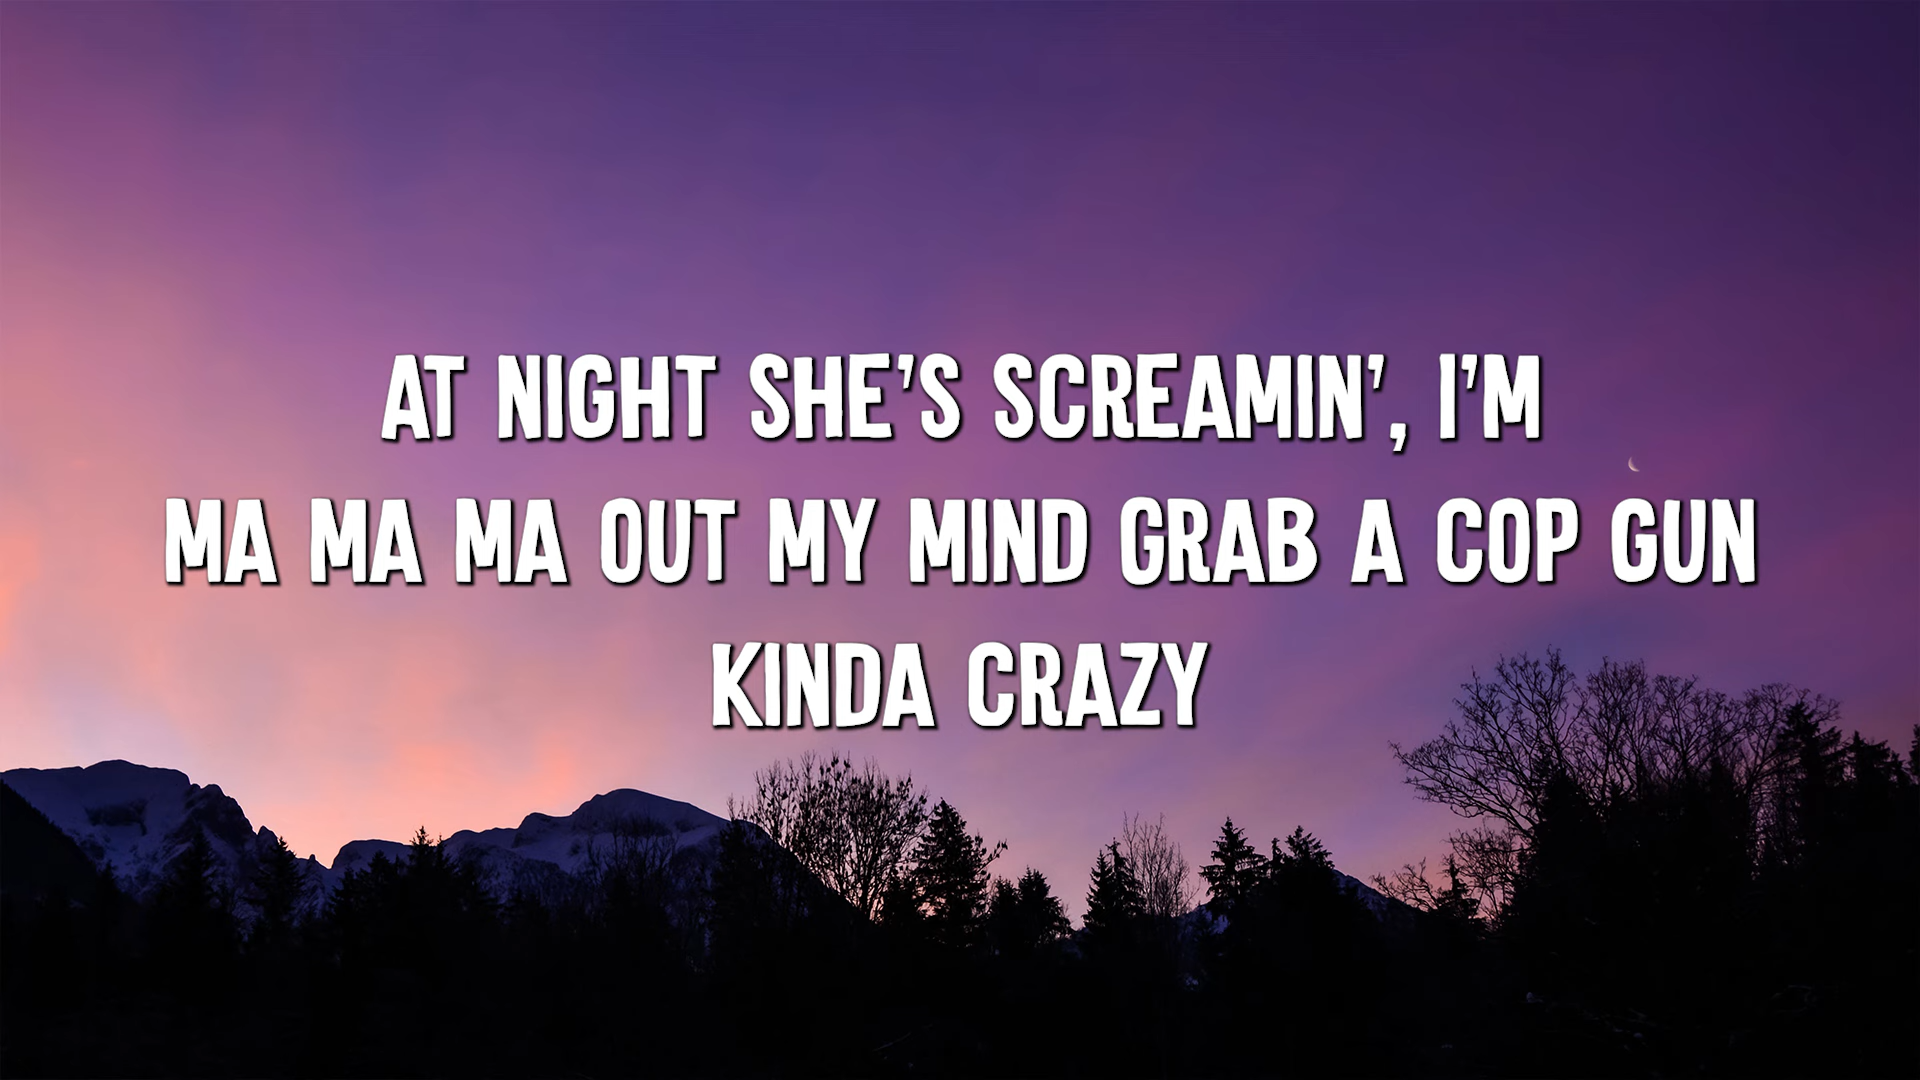 AT NIGHT SHE'S SCREAMIN', I'M
MA MA MA OUT MY MIND GRAB A COP GUN
KINDA CRAZY